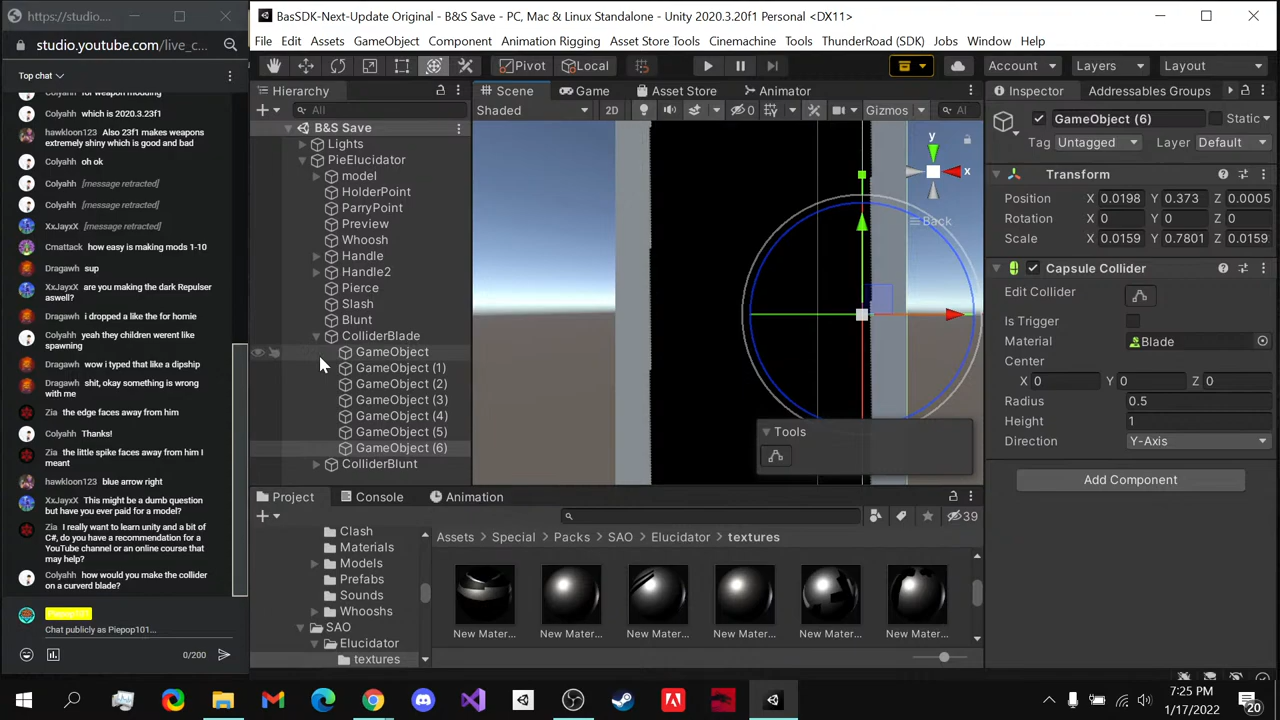 https://studio....
studio.youtube.com/live_c...
Top chat
Colyahh
for weapon modding
Colyahh which is 2020.3.23f1
hawkloon123 Also 23f1 makes weapons
extremely shiny which is good and bad
Colyahh oh ok
Colyahh [message retracted]
Colyahh [message retracted]
XxJayxX [message retracted]
Cmattack how easy is making mods 1-10
Dragawh sup
XxJayxX are you making the dark Repulser
aswell?
Dragawh i dropped a like the for homie
Colyahh yeah they children werent like
spawning
Dragawh wow i typed that like a dipship
Dragawh shit, okay something is wrong
with me
Zia the edge faces away from him
Colyahh Thanks!
Zia the little spike faces away from him I
meant
hawkloon123 blue arrow right
XxJayxX This might be a dumb question
but have you ever paid for a model?
Zia I really want to learn unity and a bit of
C#, do you have a recommendation for a
YouTube channel or an online course that
may help?
Colyahh how would you make the collider
on a curverd blade?
Piepop101
Chat publicly as Piepop101...
0/200
BasSDK-Next-Update Original - B&S Save - PC, Mac & Linux Standalone - Unity 2020.3.20f1 Personal <DX11>
File Edit Assets GameObject Component Animation Rigging Asset Store Tools Cinemachine Tools ThunderRoad (SDK) Jobs Window Help
Pivot Local Account Layers Layout
Hierarchy
All
B&S Save
Lights
PieElucidator
model
HolderPoint
ParryPoint
Preview
Whoosh
Handle
Handle2
Pierce
Slash
Blunt
ColliderBlade
GameObject
GameObject (1)
GameObject (2)
GameObject (3)
GameObject (4)
GameObject (5)
GameObject (6)
ColliderBlunt
Scene Game Asset Store Animator
Shaded 2D 0 Gizmos Al
y
x
Back
Tools
Inspector Addressables Groups
GameObject (6) Static
Tag Untagged Layer Default
Transform
Position X 0.0198 Y 0.373 Z 0.0005
Rotation X 0 Y 0 Z 0
Scale X 0.0159 Y 0.7801 Z 0.0159
Capsule Collider
Edit Collider
Is Trigger
Material Blade
Center
X 0 Y 0 Z 0
Radius 0.5
Height 1
Direction Y-Axis
Add Component
Project Console Animation
39
Clash
Materials
Models
Prefabs
Sounds
Whooshs
SAO
Elucidator
textures
Assets > Special > Packs > SAO > Elucidator > textures
New Mater... New Mater... New Mater... New Mater... New Mater... New Mater...
7:25 PM
1/17/2022
20